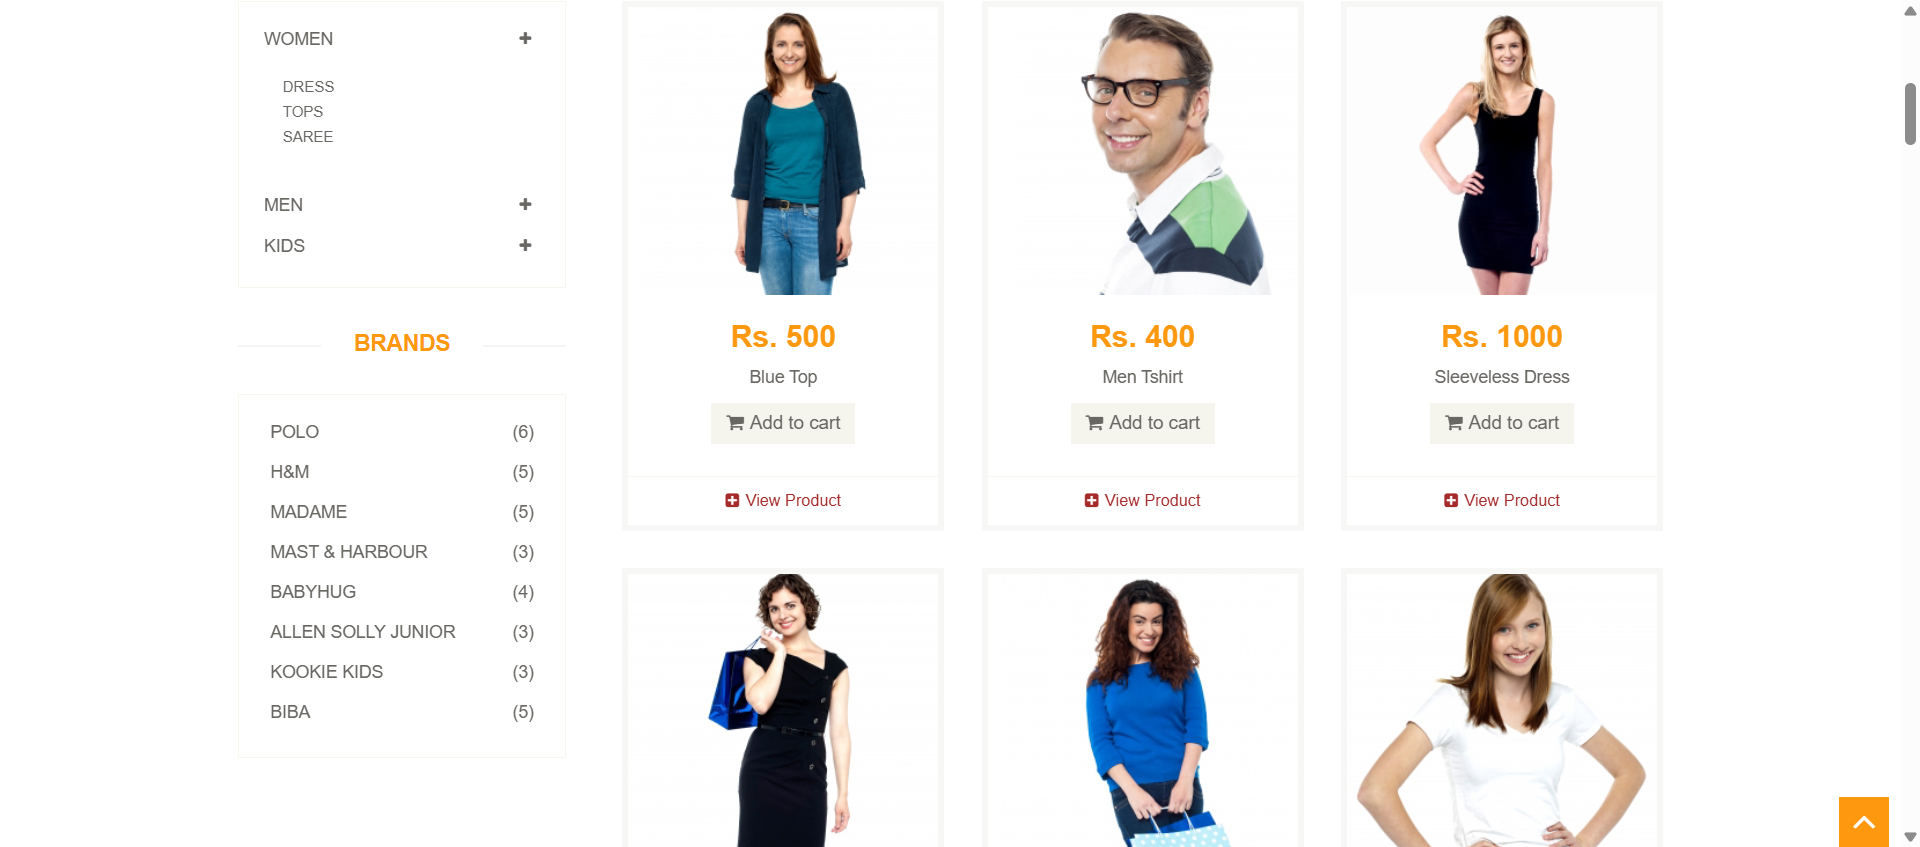 WOMEN
DRESS
TOPS
SAREE
MEN
KIDS
BRANDS
POLO (6)
H&M (5)
MADAME (5)
MAST & HARBOUR (3)
BABYHUG (4)
ALLEN SOLLY JUNIOR (3)
KOOKIE KIDS (3)
BIBA (5)
Rs. 500
Blue Top
Add to cart
View Product
Rs. 400
Men Tshirt
Add to cart
View Product
Rs. 1000
Sleeveless Dress
Add to cart
View Product